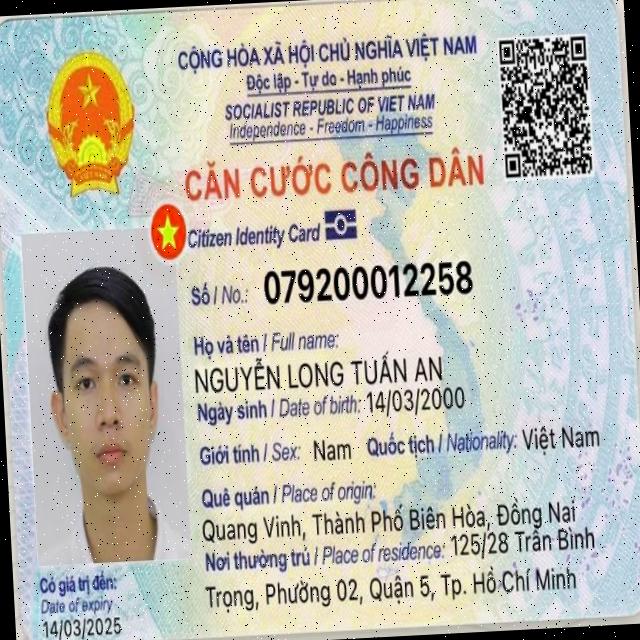 CỘNG HÒA XÃ HỘI CHỦ NGHĨA VIỆT NAM
Độc lập - Tự do - Hạnh phúc
SOCIALIST REPUBLIC OF VIET NAM
Independence - Freedom - Happiness
CĂN CƯỚC CÔNG DÂN
Citizen Identity Card
Số / No.: 079200012258
Họ và tên / Full name:
NGUYỄN LONG TUẤN AN
Ngày sinh / Date of birth: 14/03/2000
Giới tính / Sex: Nam Quốc tịch / Nationality: Việt Nam
Quê quán / Place of origin:
Quang Vinh, Thành Phố Biên Hòa, Đồng Nai
Nơi thường trú / Place of residence: 125/28 Trần Bình
Trọng, Phường 02, Quận 5, Tp. Hồ Chí Minh
Có giá trị đến:
Date of expiry
14/03/2025